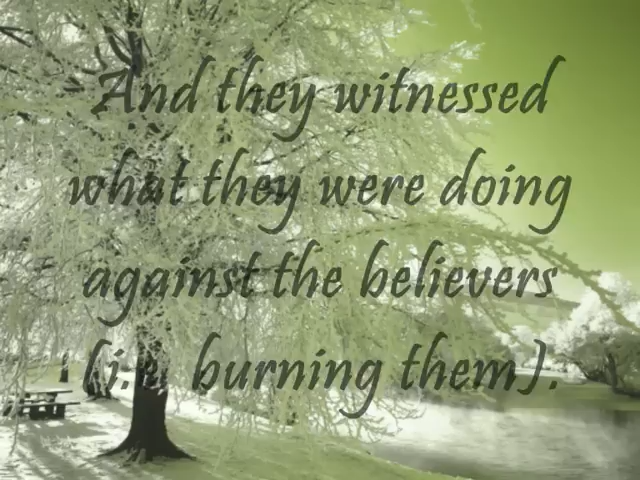 And they witnessed
what they were doing
against the believers
(i.e. burning them).